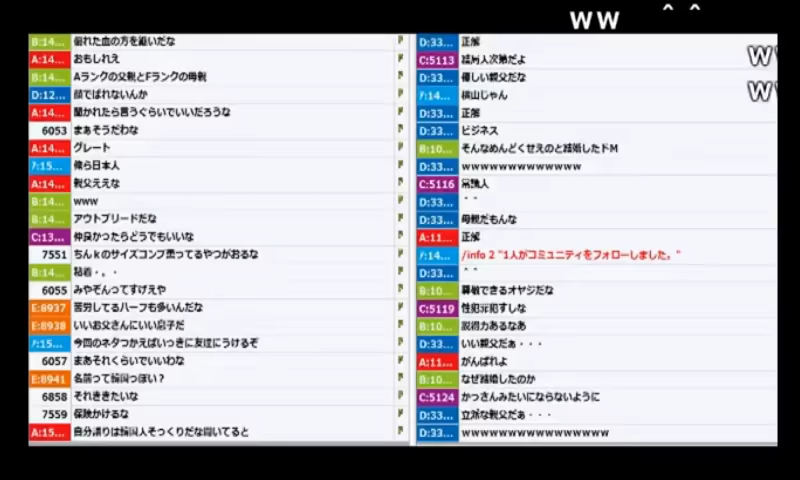 ww ^ ^
B:14... 優れた血の方を継いだな
A:14... おもしれえ
B:14... Aランクの父親とFランクの母親
D:12... 顔でばれないんか
A:14... 聞かれたら言うぐらいでいいだろうな
6053 まぁそうだわな
A:14... グレート
ｱ:15... 僕ら日本人
A:14... 親父ええな
B:14... www
B:14... アウトブリードだな
C:13... 仲良かったらどうでもいいな
7551 ちんｋのサイズコンプ患ってるやつがおるな
B:14... 粘着・。・
6055 みやぞんってすげえや
E:8937 苦労してるハーフも多いんだな
E:8938 いいお父さんにいい息子だ
ｱ:15... 今回のネタつかえばいっきに友達にうけるぞ
6057 まあそれくらいでいいわな
E:8941 名前って韓国っぽい？
6858 それききたいな
7559 保険かけるな
A:15... 自分語りは韓国人そっくりだな聞いてると
D:33... 正解
C:5113 結局人次第だよ
D:33... 優しい親父だな
ｱ:14... 横山じゃん
D:33... 正解
D:33... ビジネス
B:10... そんなめんどくせえのと結婚したドM
D:33... wwwwwwwwwwwww
C:5116 常識人
D:33... ^ ^
D:33... 母親だもんな
A:11... 正解
ｱ:14... /info 2 "1人がコミュニティをフォローしました。"
D:33... ^ ^
B:10... 尊敬できるオヤジだな
C:5119 性犯罪犯すしな
B:10... 説得力あるなあ
D:33... いい親父だぁ・・・
A:11... がんばれよ
B:10... なぜ結婚したのか
C:5124 かっさんみたいにならないように
D:33... 立派な親父だぁ・・・
D:33... wwwwwwwwwwwwwwww
w
w